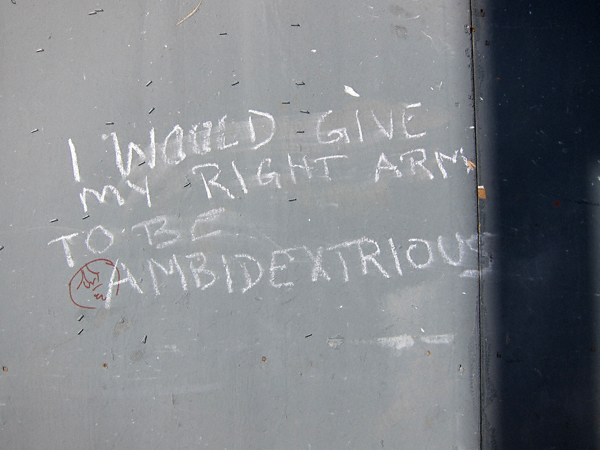 I WOULD GIVE
MY RIGHT ARM
TO BE
AMBIDEXTRIOUS